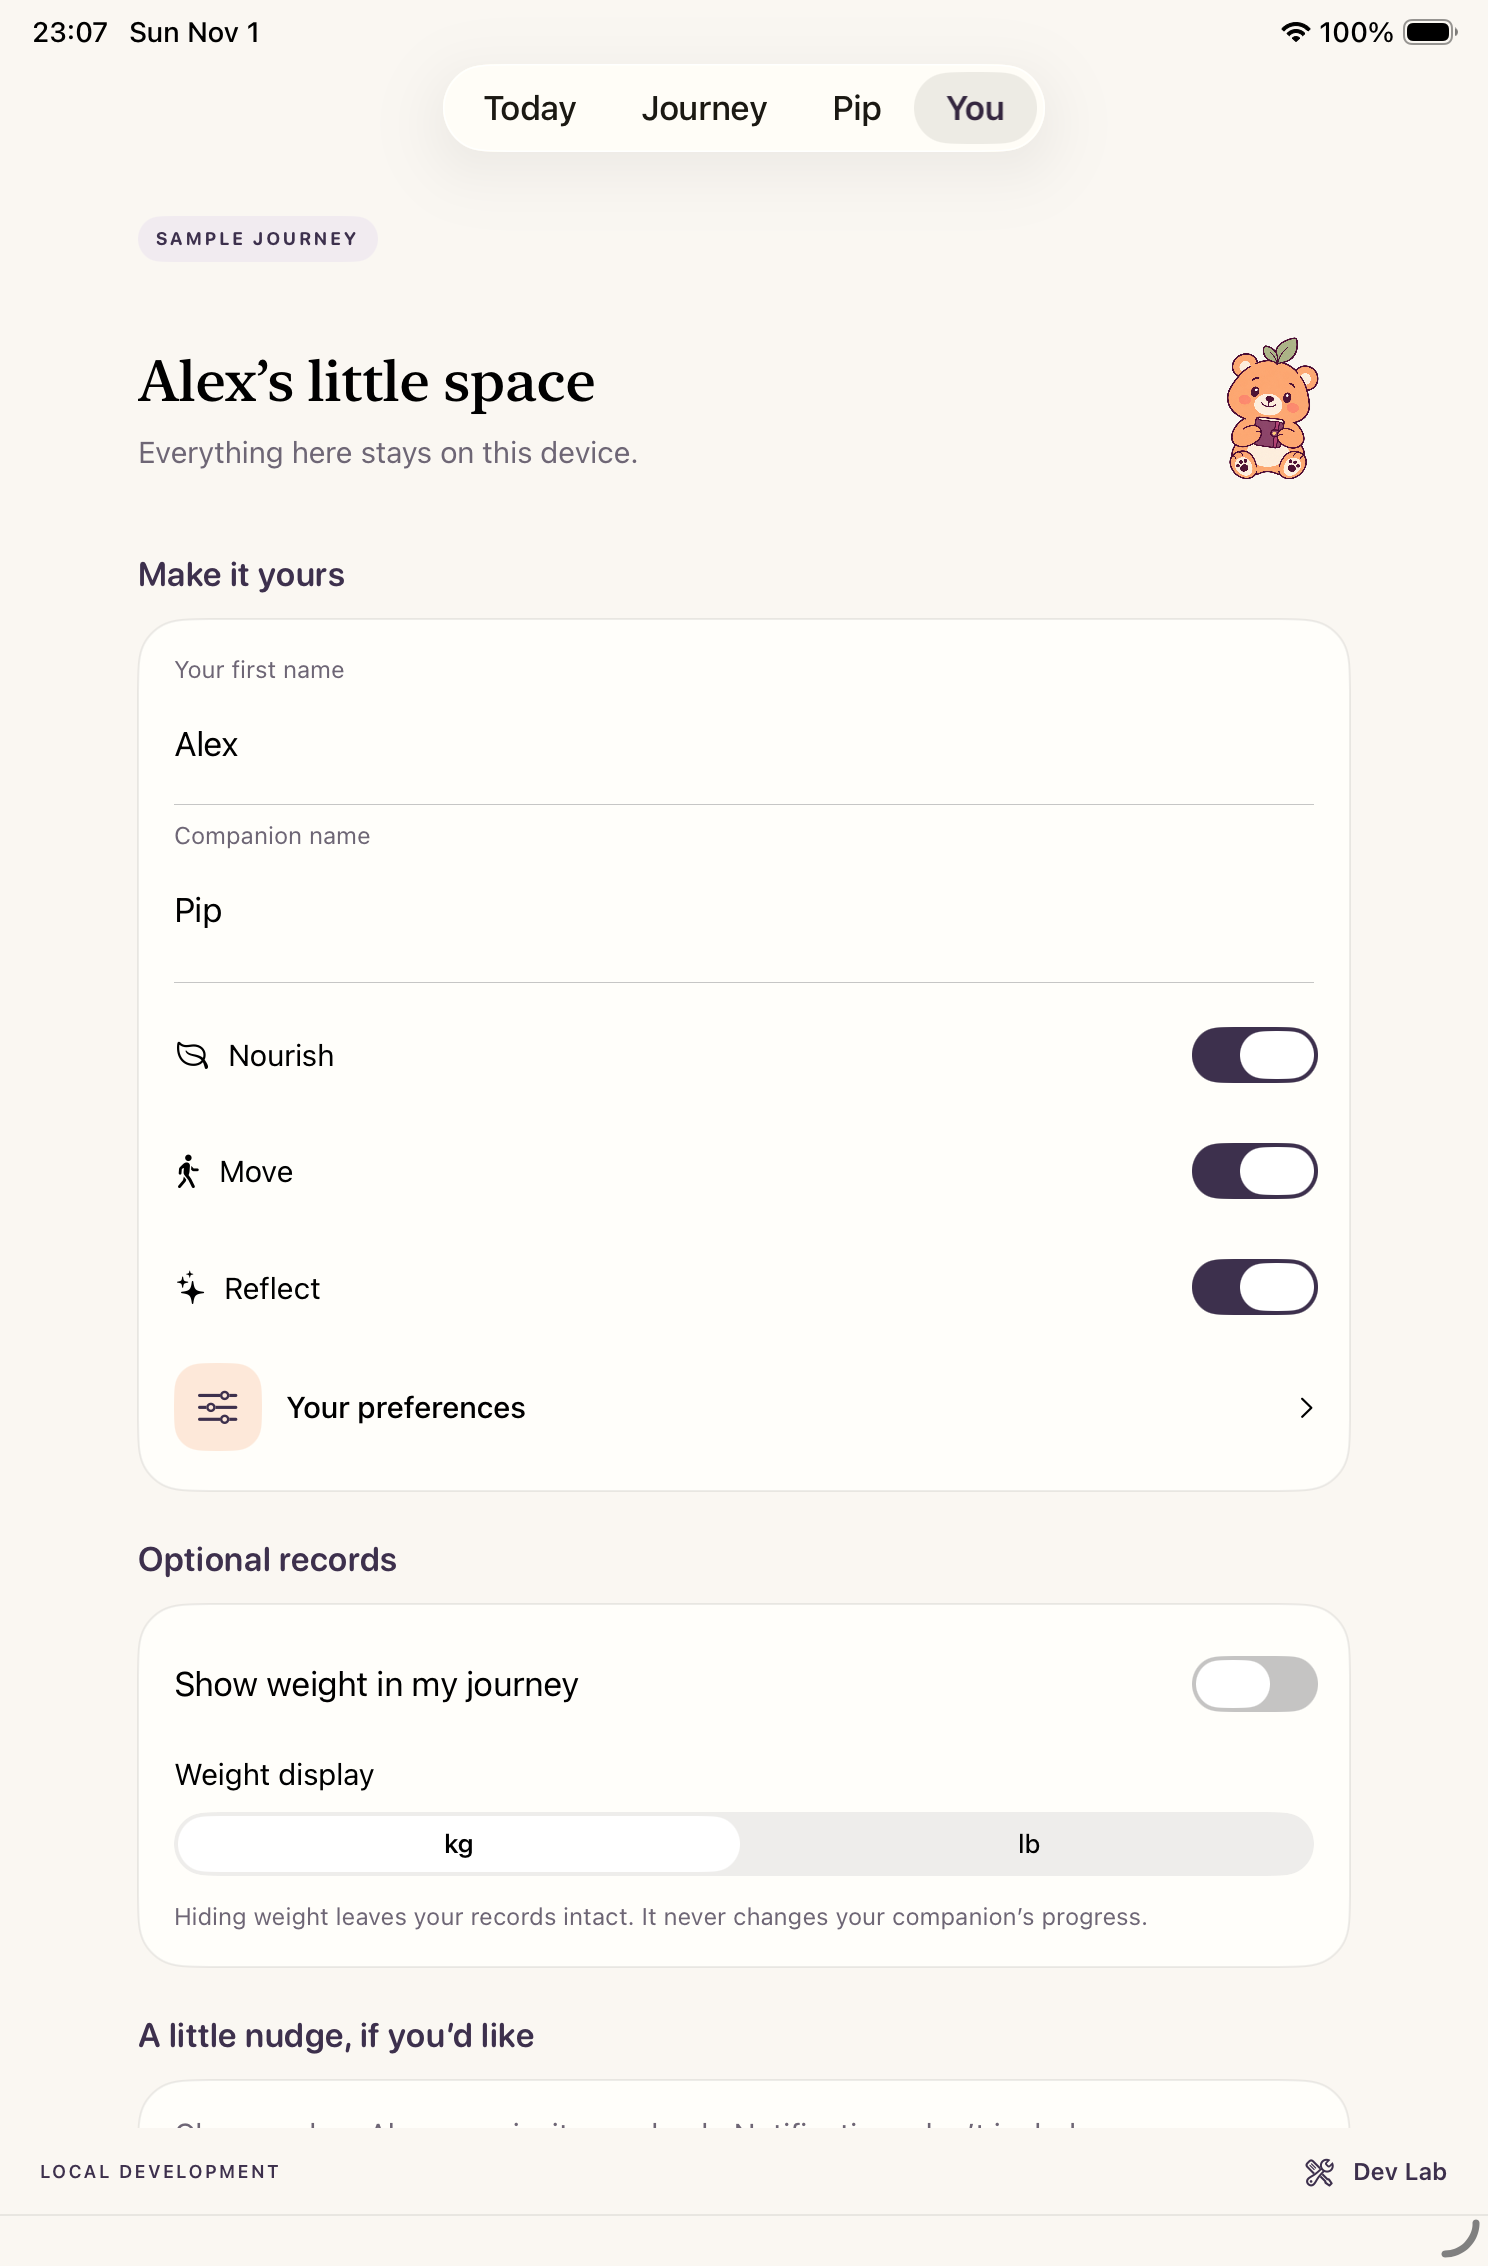 23:07 Sun Nov 1
100%
Today Journey Pip You
SAMPLE JOURNEY
Alex’s little space
Everything here stays on this device.
Make it yours
Your first name
Alex
Companion name
Pip
Nourish
Move
Reflect
Your preferences
Optional records
Show weight in my journey
Weight display
kg lb
Hiding weight leaves your records intact. It never changes your companion’s progress.
A little nudge, if you’d like
LOCAL DEVELOPMENT
Dev Lab